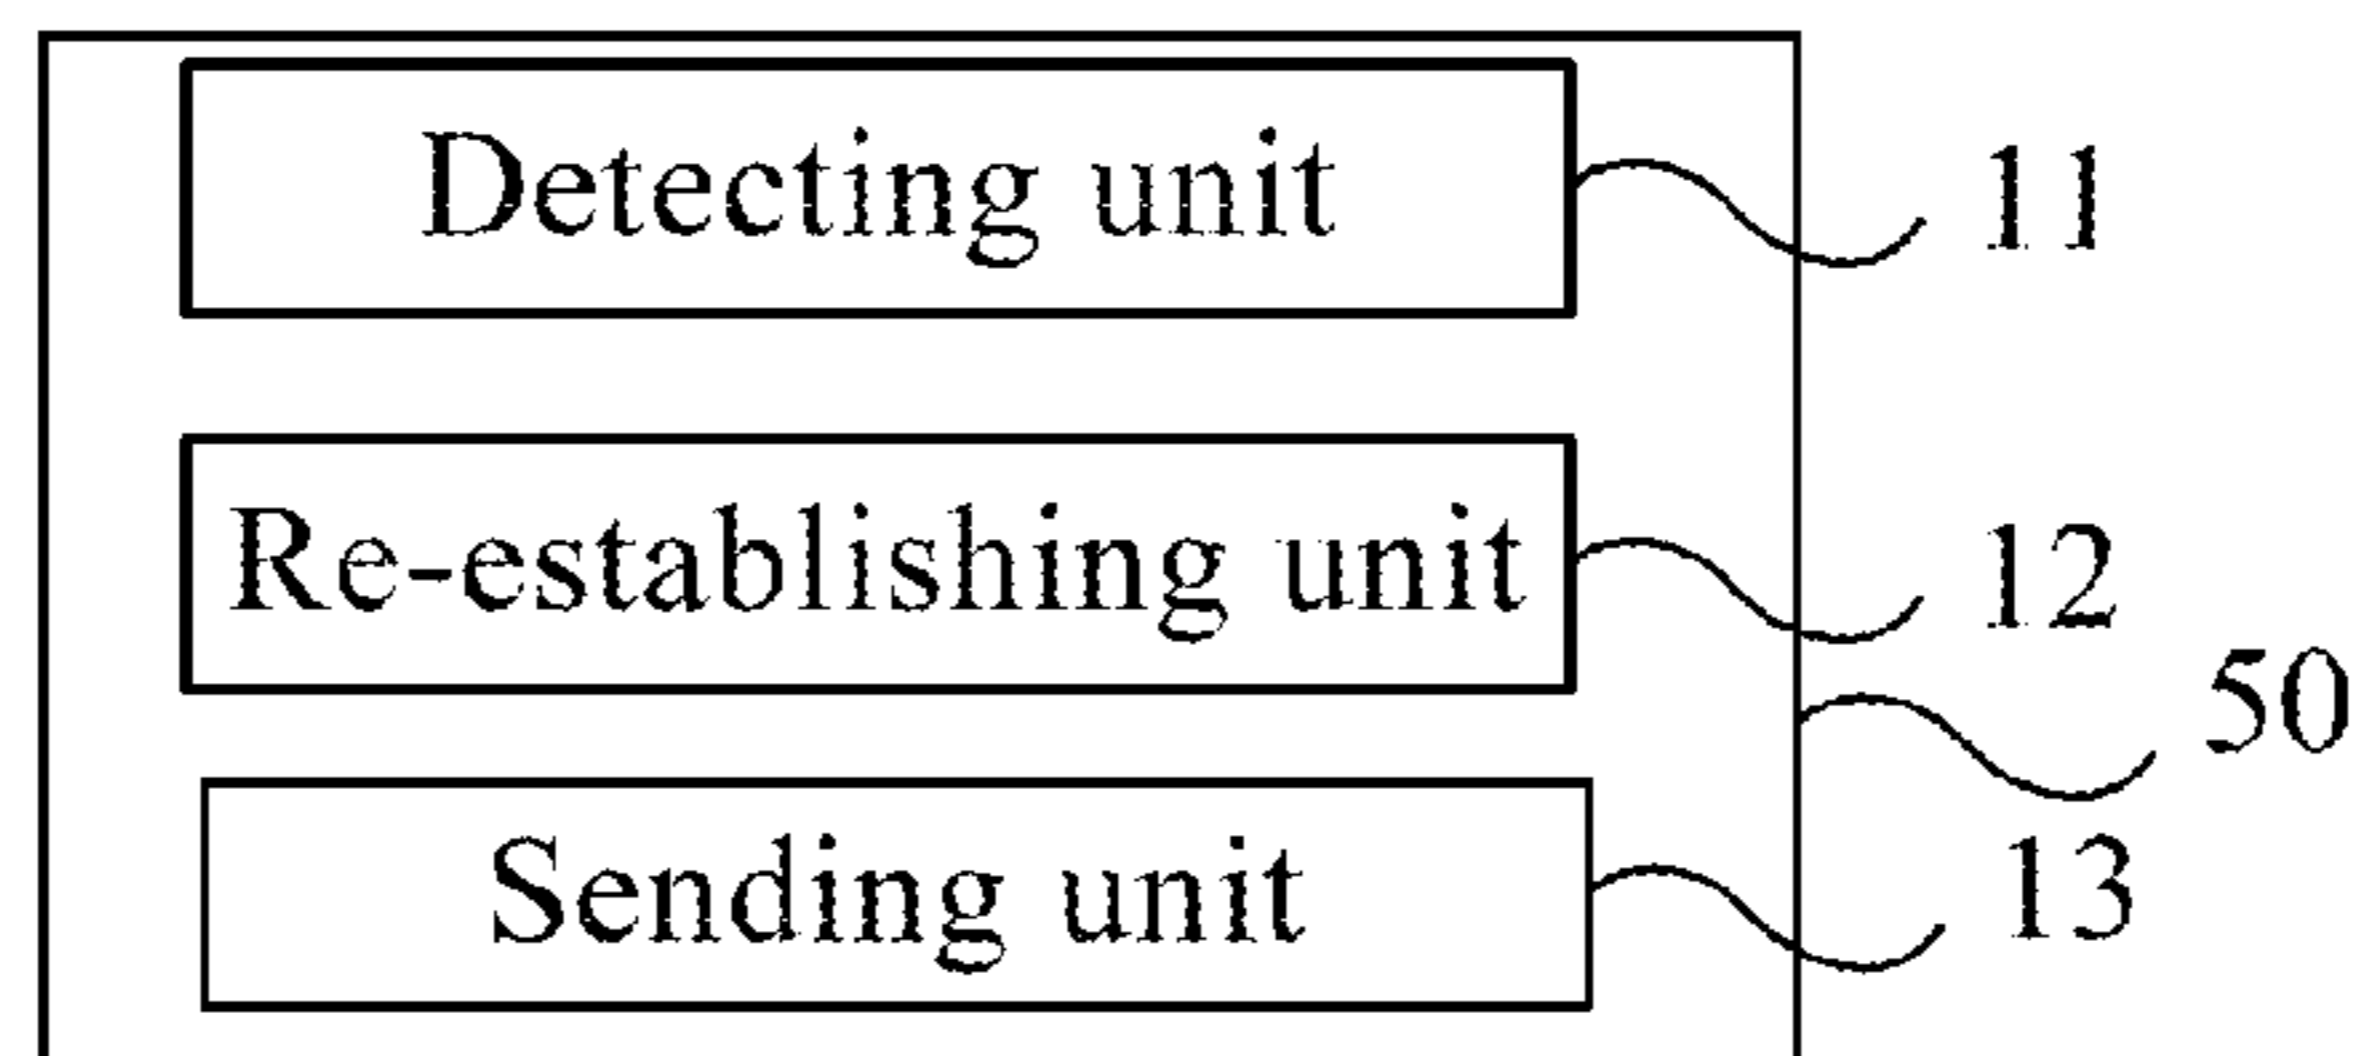 Detecting unit 11
Re-establishing unit 12
50
Sending unit 13